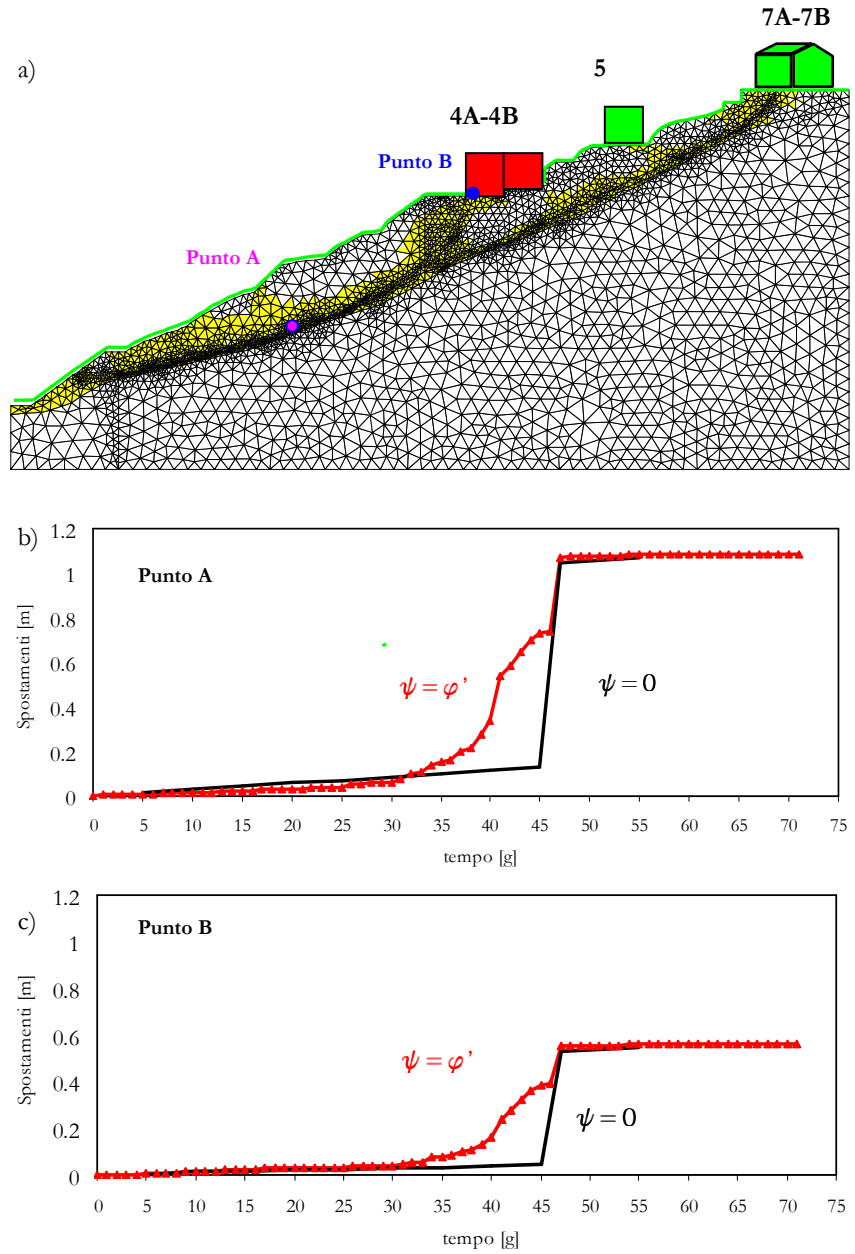 7A-7B
a)
5
4A-4B
Punto B
Punto A
b)
1.2
Punto A
1
Spostamenti [m]
0.8
0.6
ψ = φ'
ψ = 0
0.4
0.2
0
0 5 10 15 20 25 30 35 40 45 50 55 60 65 70 75
tempo [g]
c)
1.2
Punto B
1
Spostamenti [m]
0.8
0.6
ψ = φ'
0.4
ψ = 0
0.2
0
0 5 10 15 20 25 30 35 40 45 50 55 60 65 70 75
tempo [g]